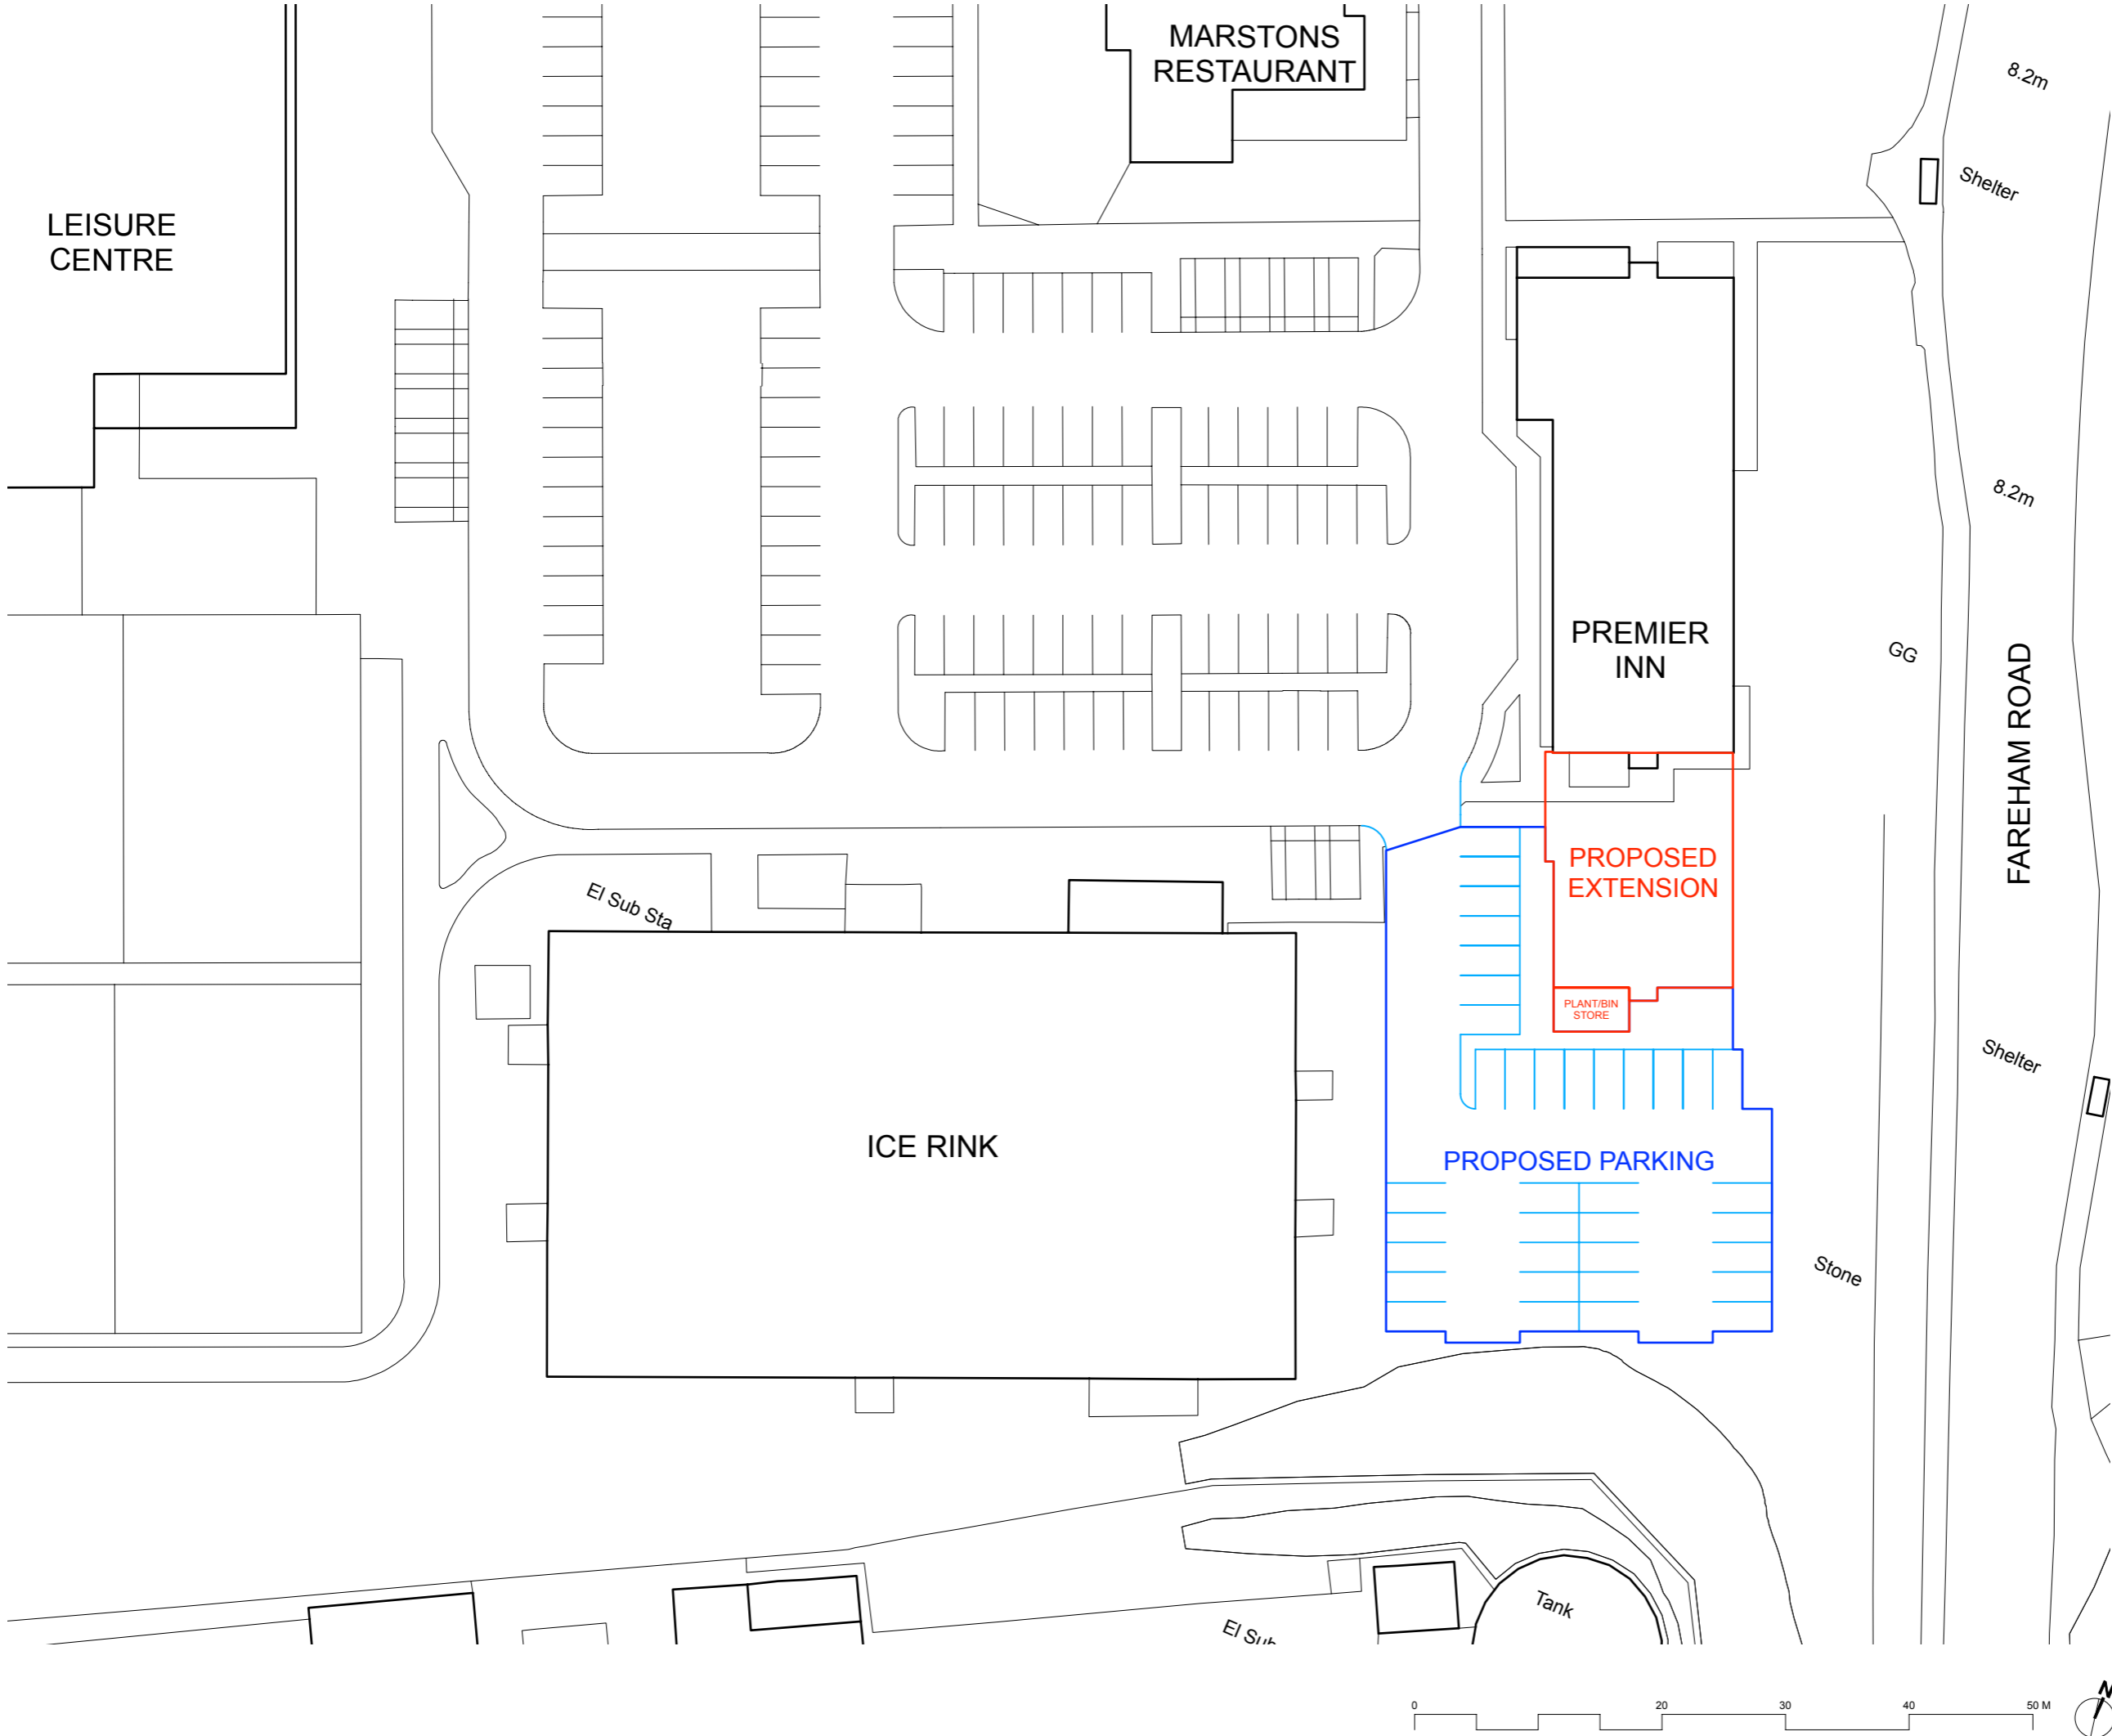 MARSTONS
RESTAURANT
8.2m
Shelter
LEISURE
CENTRE
8.2m
PREMIER
INN
GG
FAREHAM ROAD
PROPOSED
EXTENSION
El Sub Sta
PLANT/BIN
STORE
Shelter
ICE RINK
PROPOSED PARKING
Stone
Tank
El Sub
0 20 30 40 50 M
N